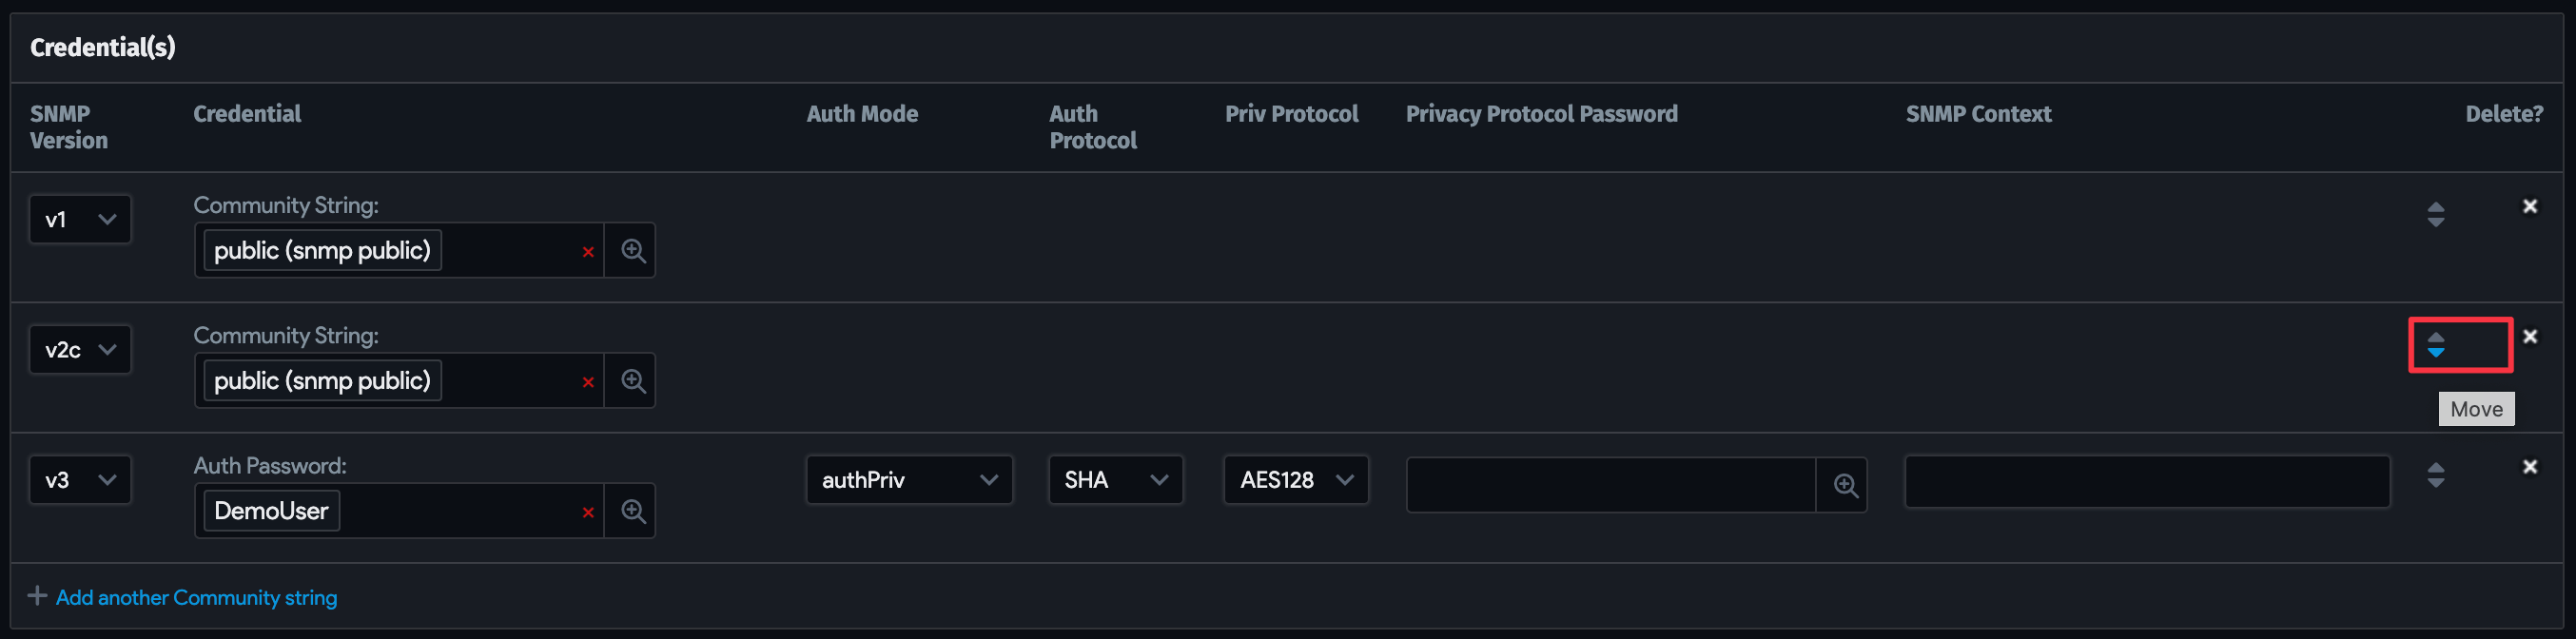 Credential(s)
SNMP Version
Credential
Auth Mode
Auth Protocol
Priv Protocol
Privacy Protocol Password
SNMP Context
Delete?
v1
Community String:
public (snmp public)
v2c
Community String:
public (snmp public)
Move
v3
Auth Password:
DemoUser
authPriv
SHA
AES128
Add another Community string